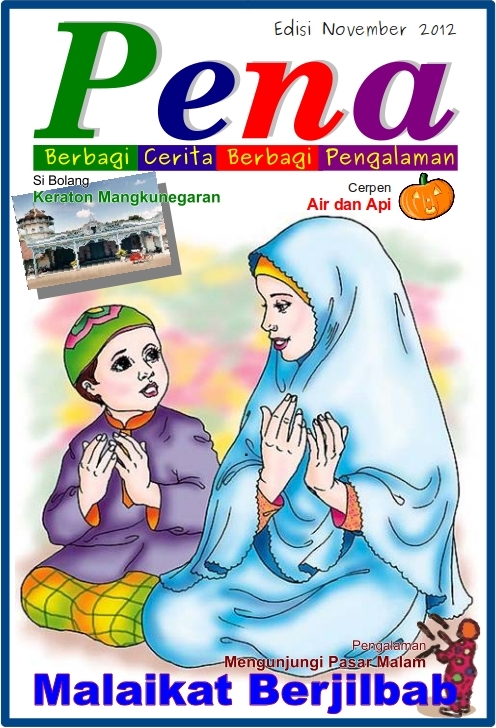 Edisi November 2012
Pena
Berbagi Cerita Berbagi Pengalaman
Si Bolang
Keraton Mangkunegaran
Cerpen
Air dan Api
Pengalaman
Mengunjungi Pasar Malam
Malaikat Berjilbab